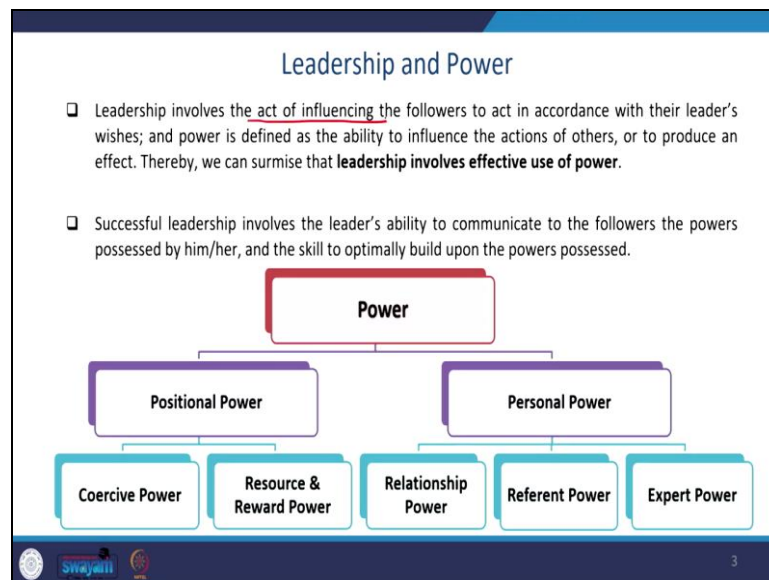 Leadership and Power
Leadership involves the act of influencing the followers to act in accordance with their leader's
wishes; and power is defined as the ability to influence the actions of others, or to produce an
effect. Thereby, we can surmise that leadership involves effective use of power.
Successful leadership involves the leader's ability to communicate to the followers the powers
possessed by him/her, and the skill to optimally build upon the powers possessed.
Power
Positional Power
Personal Power
Coercive Power
Resource &
Reward Power
Relationship
Power
Referent Power
Expert Power
swayam
3